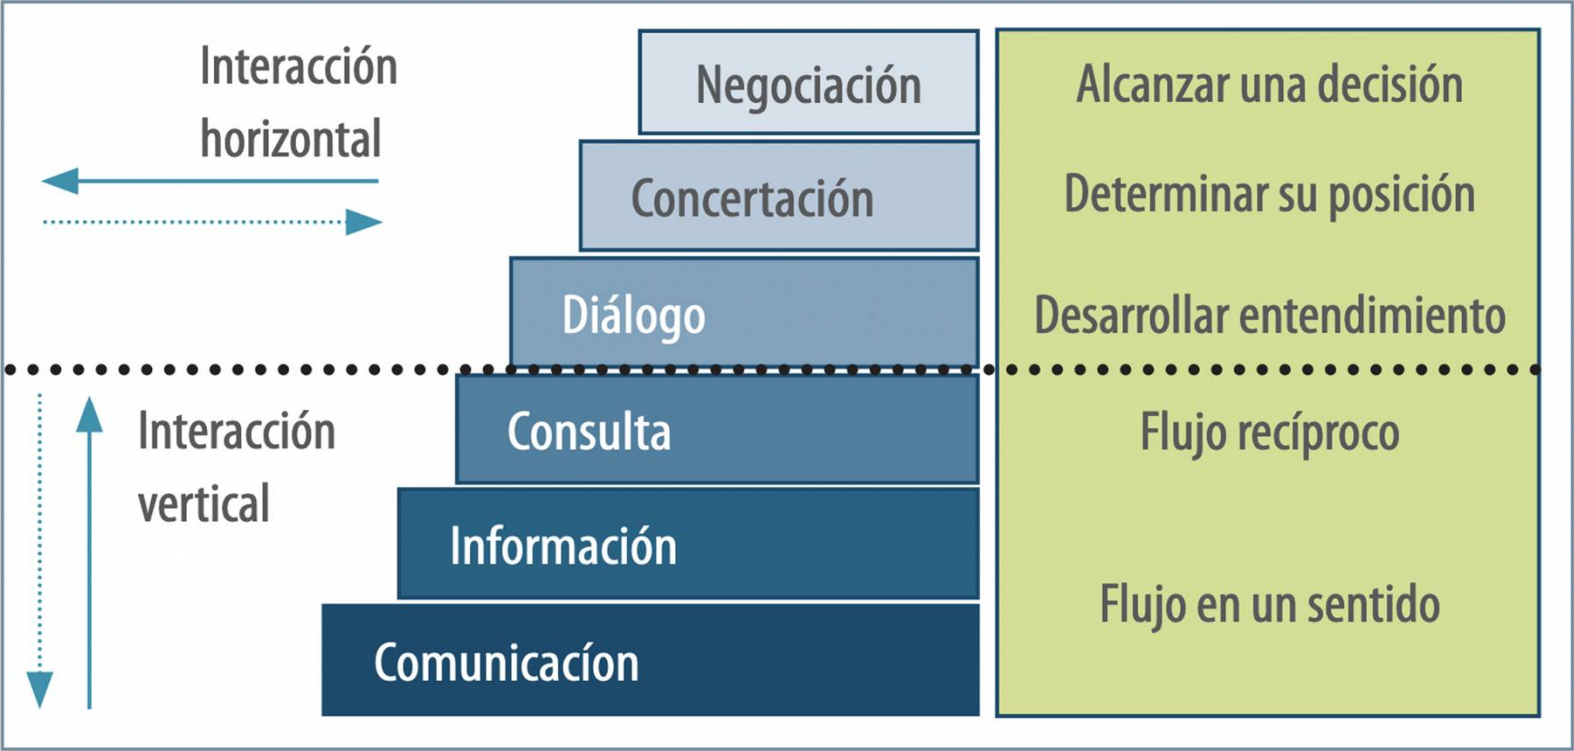 Interacción
horizontal
Negociación
Alcanzar una decisión
Concertación
Determinar su posición
Diálogo
Desarrollar entendimiento
Interacción
vertical
Consulta
Flujo recíproco
Información
Flujo en un sentido
Comunicacíon